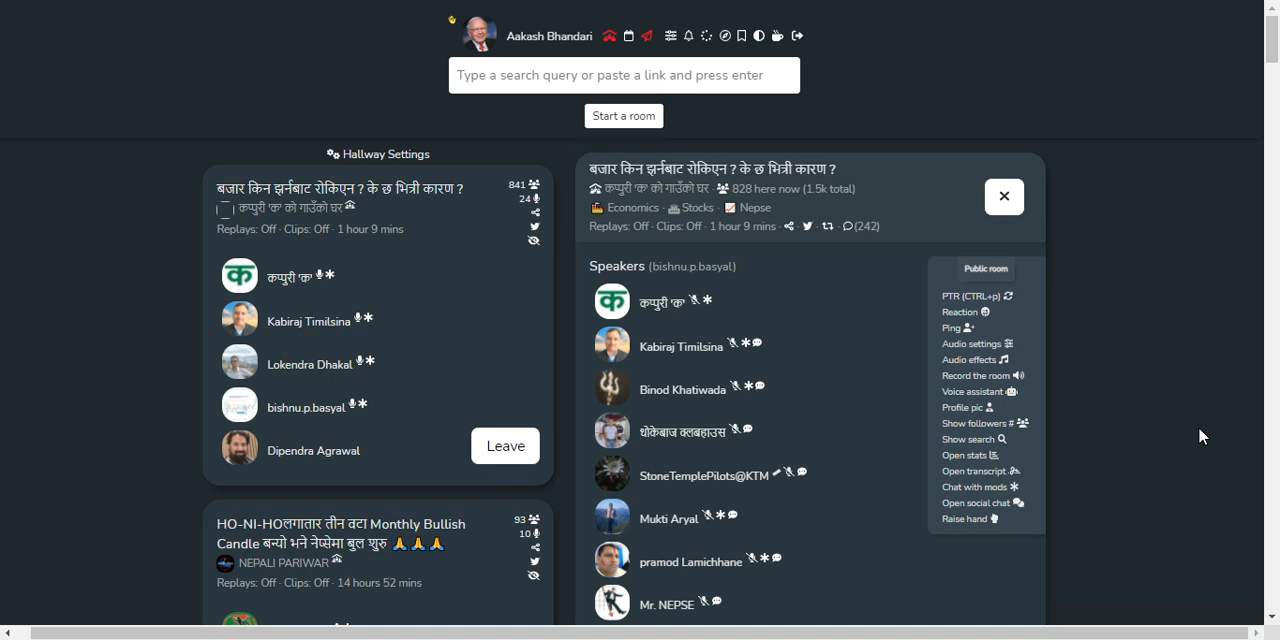 Aakash Bhandari
Type a search query or paste a link and press enter
Start a room
Hallway Settings
बजार किन झर्नबाट रोकिएन ? के छ भित्री कारण ?
841
कप्पुरी 'क' को गाउँको घर
24
Replays: Off · Clips: Off · 1 hour 9 mins
कप्पुरी 'क'
Kabiraj Timilsina
Lokendra Dhakal
bishnu.p.basyal
Dipendra Agrawal
Leave
HO-NI-HOलगातार तीन वटा Monthly Bullish
Candle बन्यो भने नेप्सेमा बुल शुरु 🙏🙏🙏
93
10
NEPALI PARIWAR
Replays: Off · Clips: Off · 14 hours 52 mins
बजार किन झर्नबाट रोकिएन ? के छ भित्री कारण ?
कप्पुरी 'क' को गाउँको घर · 828 here now (1.5k total)
Economics · Stocks · Nepse
Replays: Off · Clips: Off · 1 hour 9 mins · (242)
Speakers (bishnu.p.basyal)
कप्पुरी 'क'
Kabiraj Timilsina
Binod Khatiwada
धोकेबाज क्लबहाउस
StoneTemplePilots@KTM
Mukti Aryal
pramod Lamichhane
Mr. NEPSE
Public room
PTR (CTRL+p)
Reaction
Ping
Audio settings
Audio effects
Record the room
Voice assistant
Profile pic
Show followers #
Show search
Open stats
Open transcript
Chat with mods
Open social chat
Raise hand